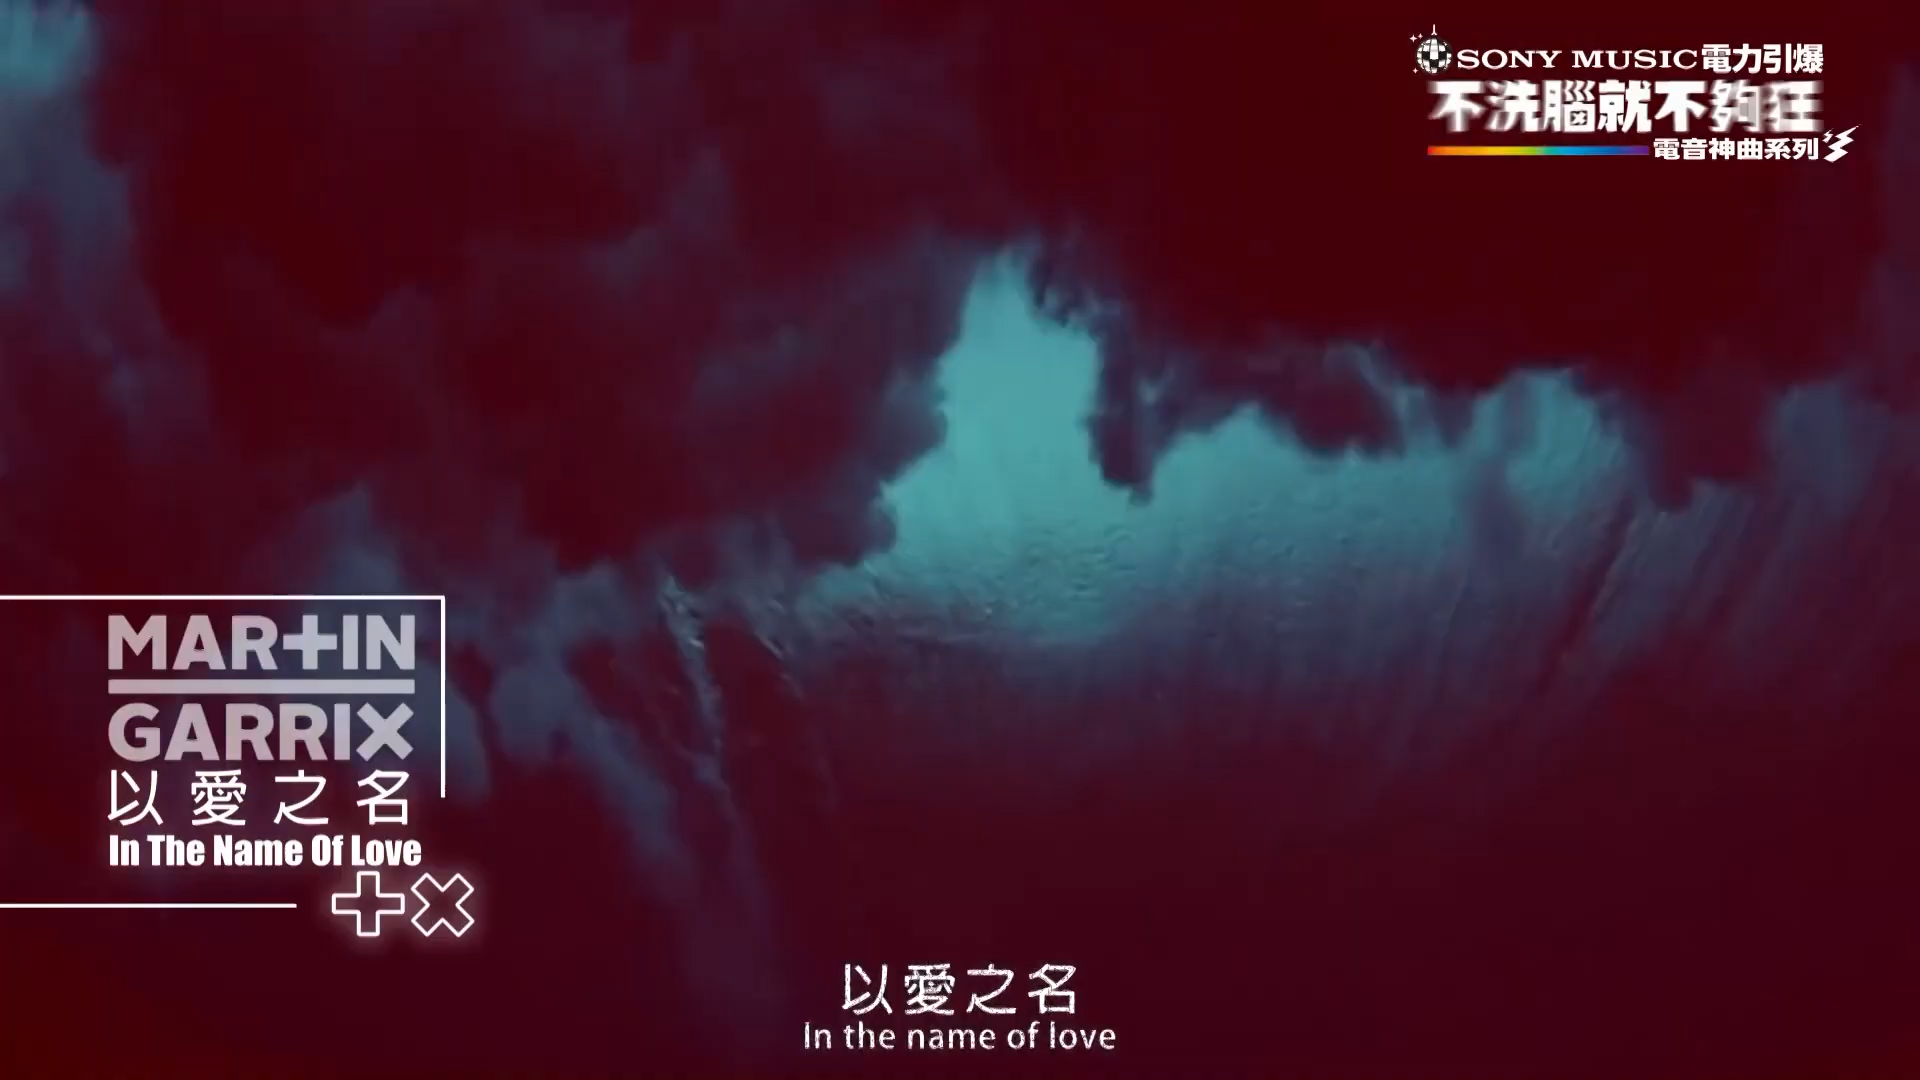 SONY MUSIC電力引爆
不洗腦就不夠狂
電音神曲系列
MARTIN
GARRIX
以愛之名
In The Name Of Love
以愛之名
In the name of love